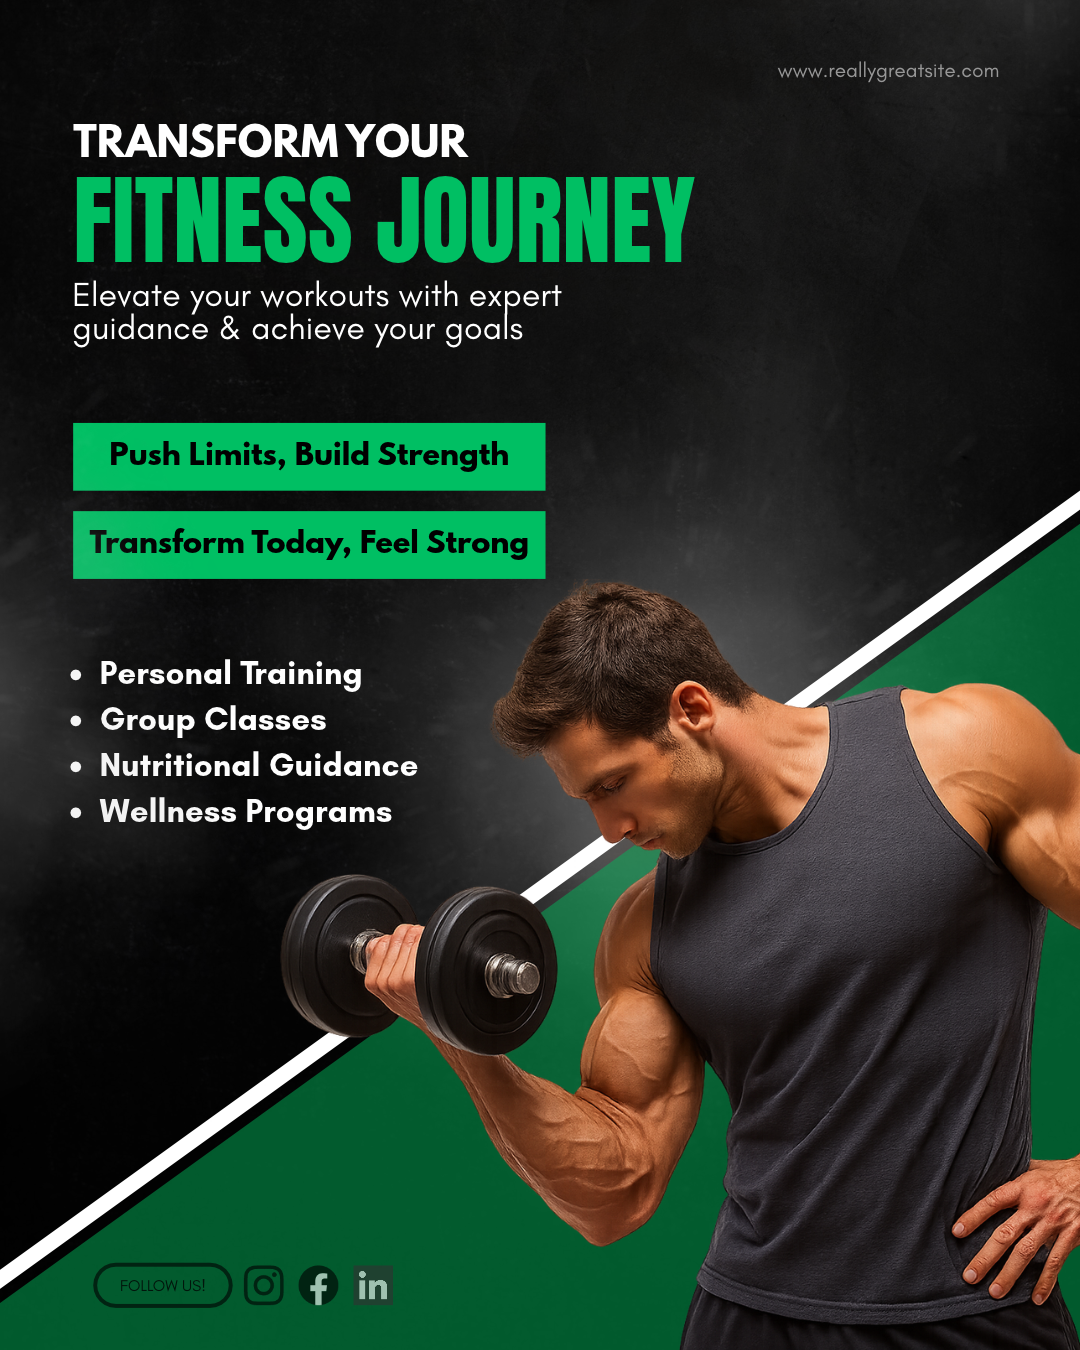 www.reallygreatsite.com
TRANSFORM YOUR
FITNESS JOURNEY
Elevate your workouts with expert
guidance & achieve your goals
Push Limits, Build Strength
Transform Today, Feel Strong
• Personal Training
• Group Classes
• Nutritional Guidance
• Wellness Programs
FOLLOW US!
in